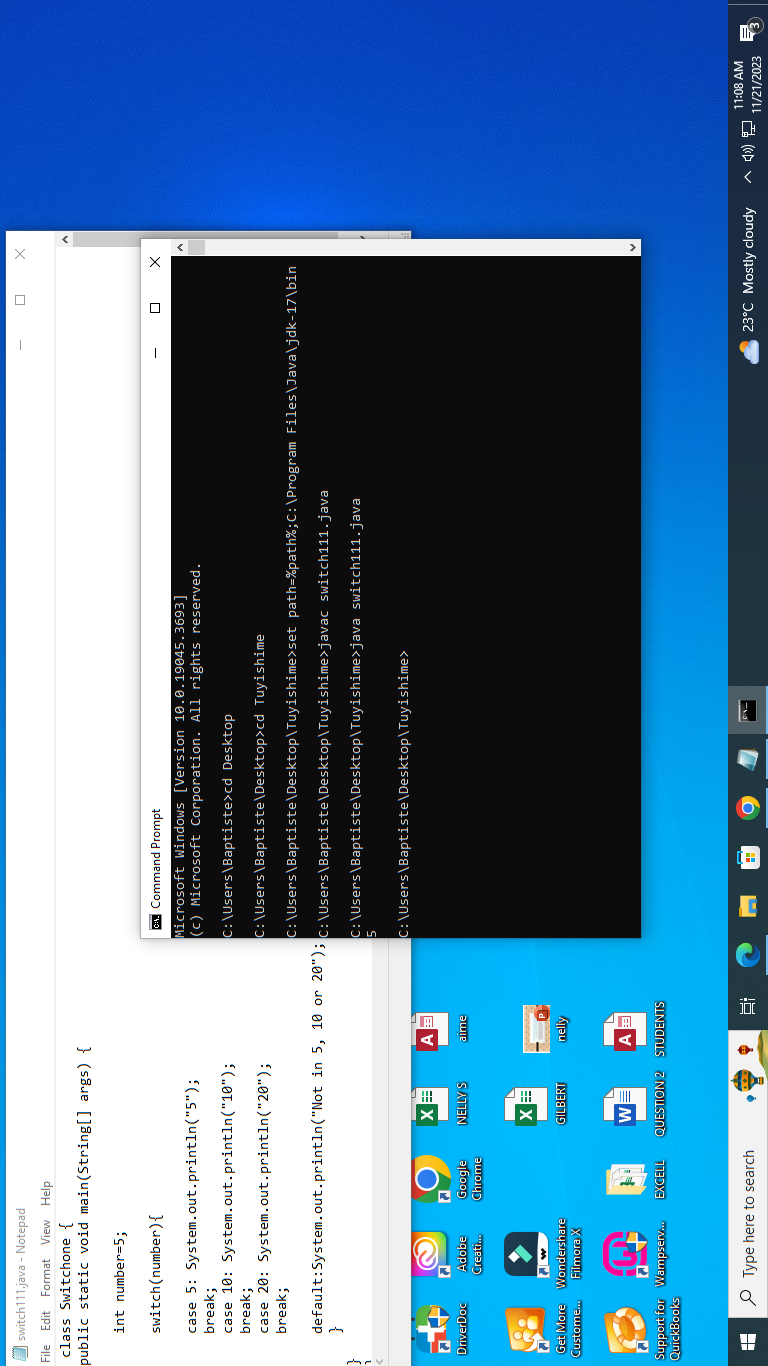 switch111.java - Notepad
File Edit Format View Help
class Switchone {
public static void main(String[] args) {
int number=5;
switch(number){
case 5: System.out.println("5");
break;
case 10: System.out.println("10");
break;
case 20: System.out.println("20");
break;
default:System.out.println("Not in 5, 10 or 20");
}
}
}
Command Prompt
Microsoft Windows [Version 10.0.19045.3693]
(c) Microsoft Corporation. All rights reserved.
C:\Users\Baptiste>cd Desktop
C:\Users\Baptiste\Desktop>cd Tuyishime
C:\Users\Baptiste\Desktop\Tuyishime>set path=%path%;C:\Program Files\Java\jdk-17\bin
C:\Users\Baptiste\Desktop\Tuyishime>javac switch111.java
C:\Users\Baptiste\Desktop\Tuyishime>java switch111.java
5
C:\Users\Baptiste\Desktop\Tuyishime>
DriverDoc
Adobe
Creati...
Google
Chrome
NELLY S
aime
Get More
Custome...
Wondershare
Filmora X
GILBERT
nelly
Support for
QuickBooks
Wampserv...
EXCELL
QUESTION 2
STUDENTS
Type here to search
23°C Mostly cloudy
11:08 AM
11/21/2023
3